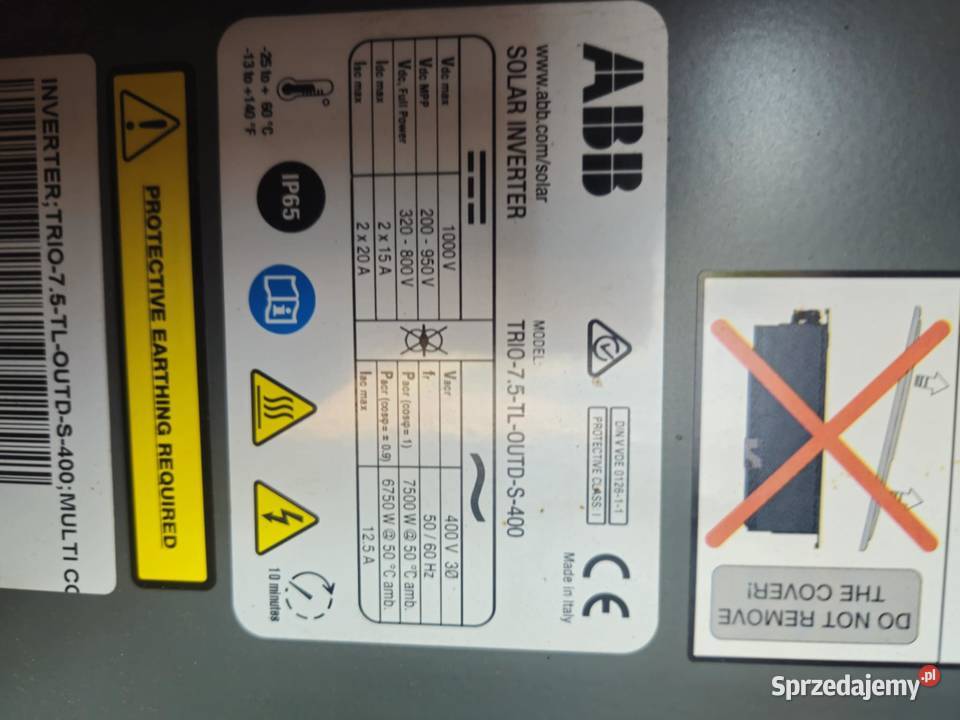 ABB
www.abb.com/solar
SOLAR INVERTER
MODEL:
TRIO-7.5-TL-OUTD-S-400
DIN V VDE 0126-1-1
PROTECTIVE CLASS: I
CE
Made in Italy
Vdc max 1000 V
Vdc MPP 200 - 950 V
Vdc, Full Power 320 - 800 V
Idc max 2 x 15 A
Isc max 2 x 20 A
Vacr 400 V 3Ø
fr 50 / 60 Hz
Pacr (cosφ= 1) 7500 W @ 50 °C amb.
Pacr (cosφ= ± 0.9) 6750 W @ 50 °C amb.
Iac max 12.5 A
-25 to + 60 °C
-13 to +140 °F
IP65
10 minutes
PROTECTIVE EARTHING REQUIRED
INVERTER;TRIO-7.5-TL-OUTD-S-400;MULTI CO
DO NOT REMOVE
THE COVER!
Sprzedajemy.pl